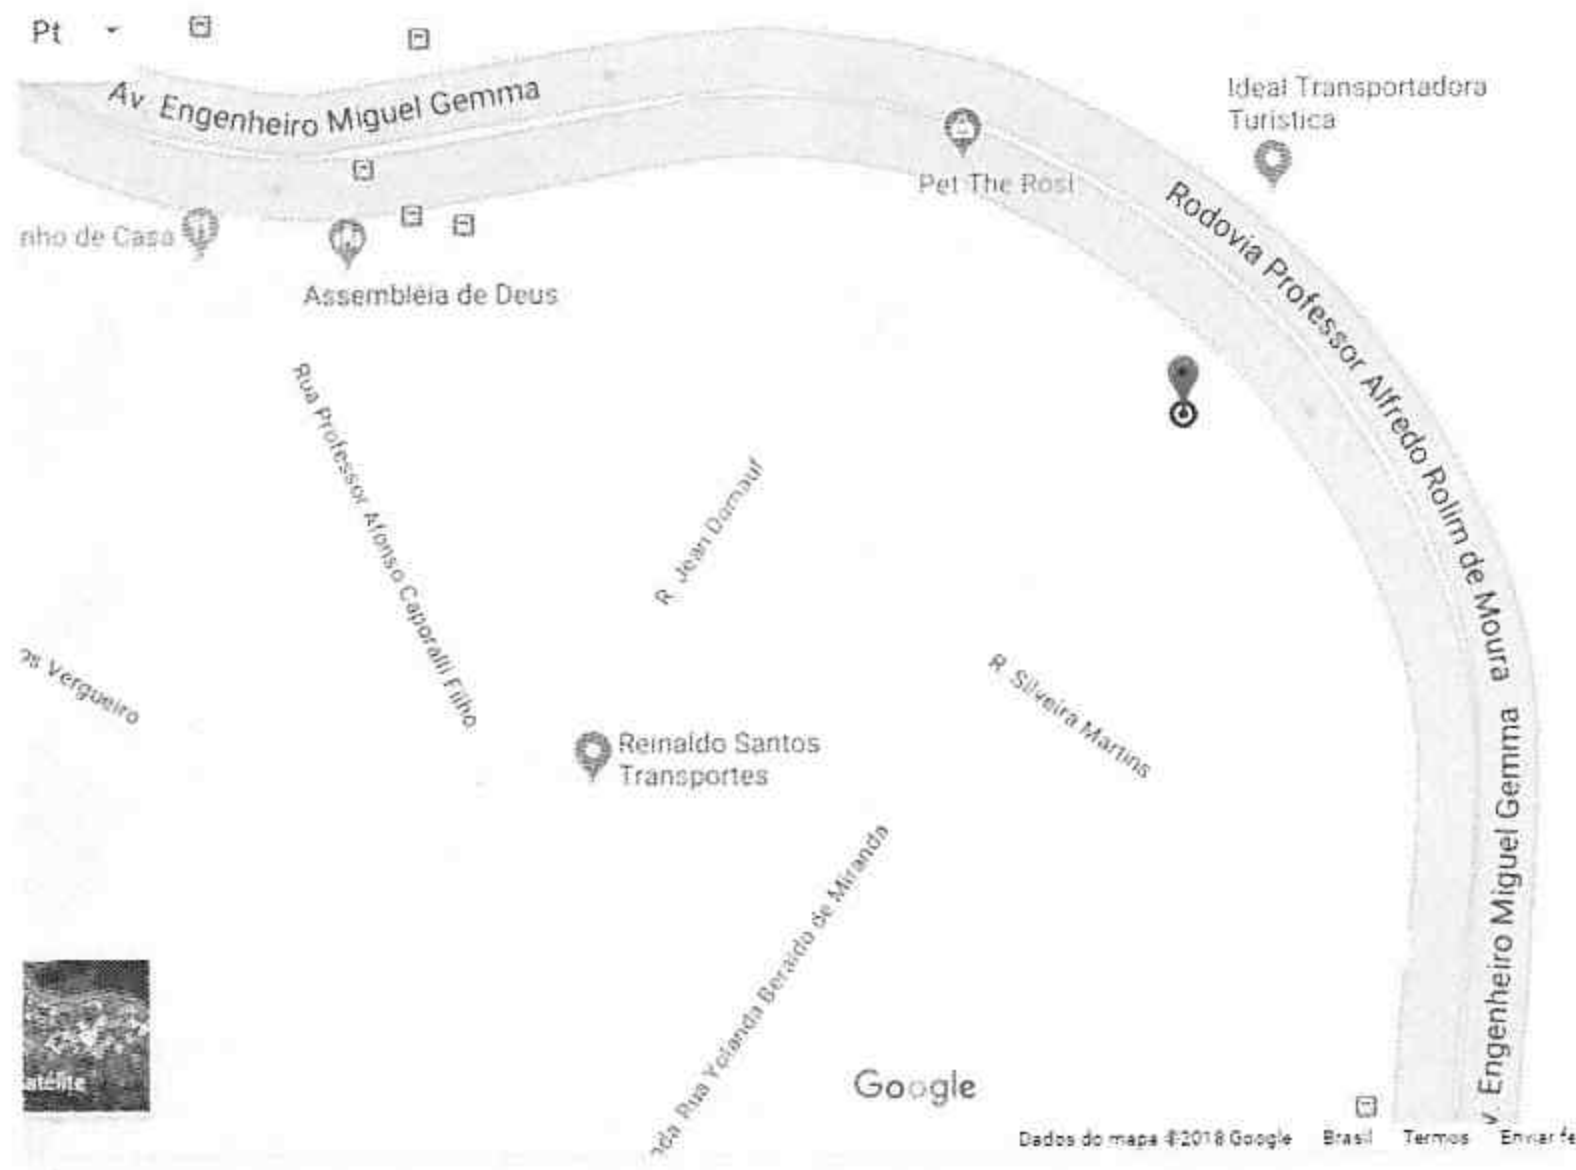 Pt
Av. Engenheiro Miguel Gemma
Ideal Transportadora
Turística
Pet The Rosi
Rodovia Professor Alfredo Rolim de Moura
nho de Casa
Assembléia de Deus
Rua Professor Afonso Caporalli Filho
R. Jean
R. Silveira Martins
Vergueiro
Reinaldo Santos
Transportes
Rua Yolanda Beraldo de Miranda
v. Engenheiro Miguel Gemma
atélite
Google
Dados do mapa ©2018 Google Brasil Termos Enviar fe